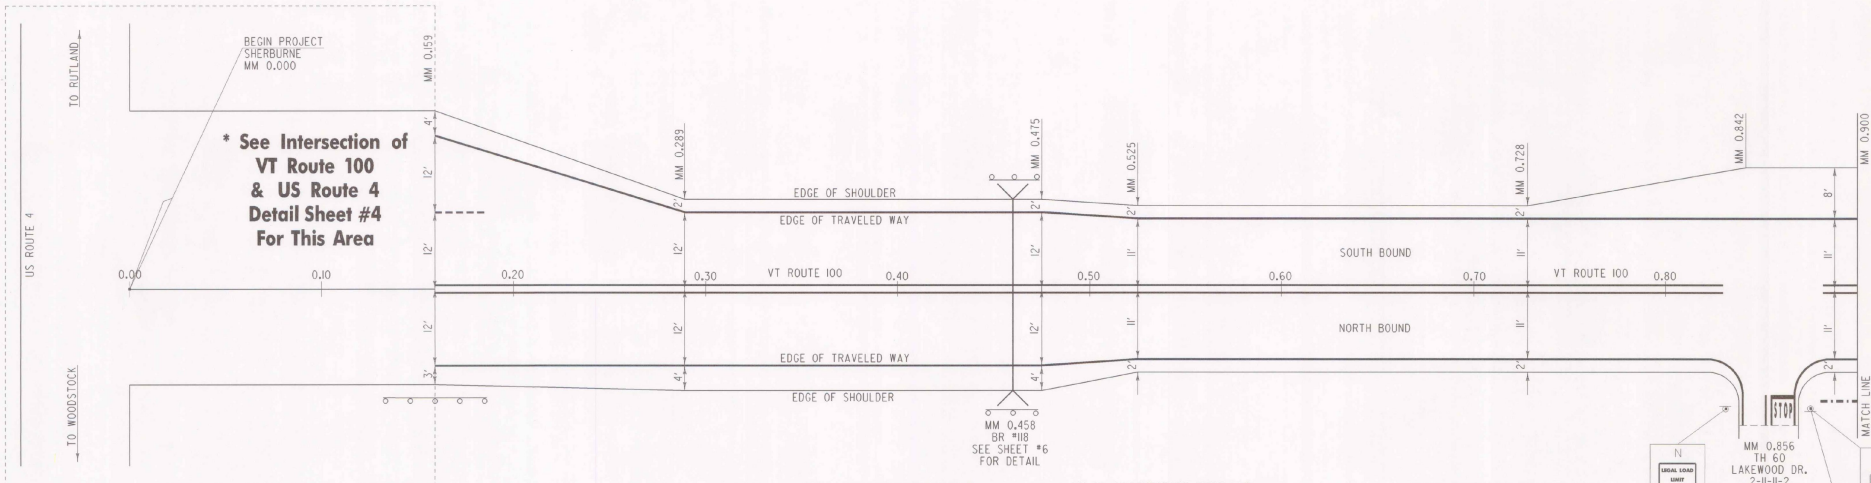 US ROUTE 4
TO RUTLAND
TO WOODSTOCK
BEGIN PROJECT
SHERBURNE
MM 0.000
* See Intersection of
VT Route 100
& US Route 4
Detail Sheet #4
For This Area
MM 0.159
4'
12'
12'
12'
3'
0.00
0.10
0.20
0.30
VT ROUTE 100
0.40
0.50
0.60
0.70
VT ROUTE 100
0.80
MM 0.289
2'
12'
12'
4'
EDGE OF SHOULDER
EDGE OF TRAVELED WAY
EDGE OF TRAVELED WAY
EDGE OF SHOULDER
MM 0.458
BR #118
SEE SHEET #6
FOR DETAIL
MM 0.475
2'
12'
12'
4'
MM 0.525
2'
11'
11'
2'
SOUTH BOUND
NORTH BOUND
MM 0.728
2'
11'
11'
2'
MM 0.842
MM 0.900
8'
11'
11'
2'
MATCH LINE
STOP
MM 0.856
TH 60
LAKEWOOD DR.
2-11-11-2
N
LEGAL LOAD
LIMIT